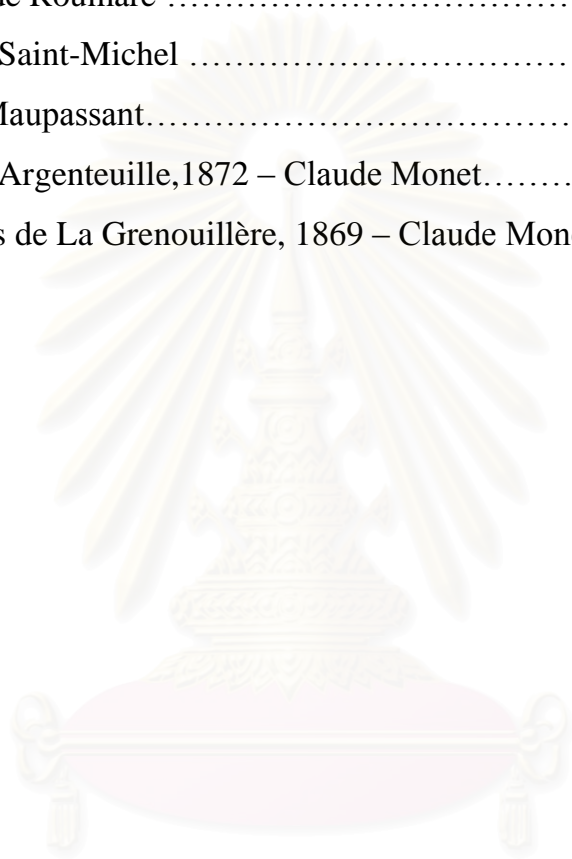 de Roumare ……………………………………
Saint-Michel …………………………………
Maupassant……………………………………
Argenteuille,1872 – Claude Monet………
s de La Grenouillère, 1869 – Claude Mon